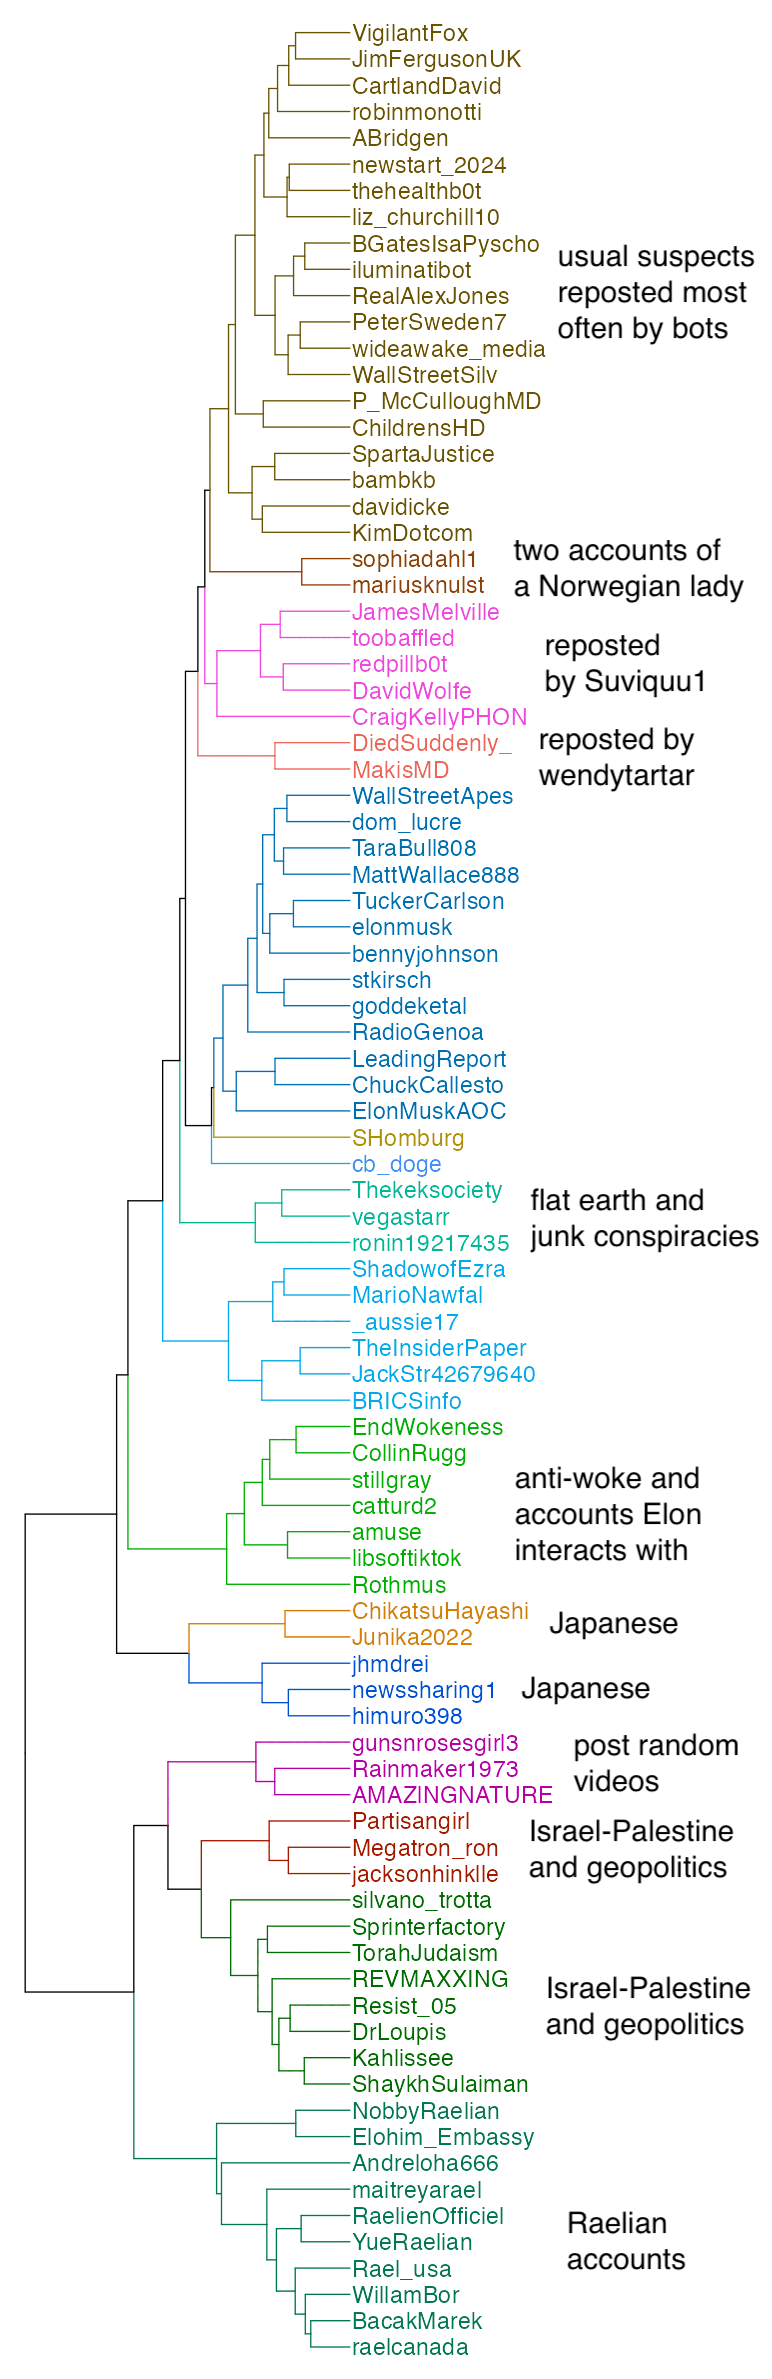 VigilantFox
JimFergusonUK
CartlandDavid
robinmonotti
ABridgen
newstart_2024
thehealthb0t
liz_churchill10
BGatesIsaPyscho
iluminatibot
RealAlexJones
PeterSweden7
wideawake_media
WallStreetSilv
usual suspects
reposted most
often by bots
P_McCulloughMD
ChildrensHD
SpartaJustice
bambkb
davidicke
KimDotcom
sophiadahl1
mariusknulst
two accounts of
a Norwegian lady
JamesMelville
toobaffled
redpillb0t
DavidWolfe
CraigKellyPHON
reposted
by Suviquu1
DiedSuddenly_
MakisMD
reposted by
wendytartar
WallStreetApes
dom_lucre
TaraBull808
MattWallace888
TuckerCarlson
elonmusk
bennyjohnson
stkirsch
goddeketal
RadioGenoa
LeadingReport
ChuckCallesto
ElonMuskAOC
SHomburg
cb_doge
Thekeksociety
vegastarr
ronin19217435
flat earth and
junk conspiracies
ShadowofEzra
MarioNawfal
_aussie17
TheInsiderPaper
JackStr42679640
BRICSinfo
EndWokeness
CollinRugg
stillgray
catturd2
amuse
libsoftiktok
Rothmus
anti-woke and
accounts Elon
interacts with
ChikatsuHayashi
Junika2022
Japanese
jhmdrei
newssharing1
himuro398
Japanese
gunsnrosesgirl3
Rainmaker1973
AMAZINGNATURE
post random
videos
Partisangirl
Megatron_ron
jacksonhinklle
Israel-Palestine
and geopolitics
silvano_trotta
Sprinterfactory
TorahJudaism
REVMAXXING
Resist_05
DrLoupis
Kahlissee
ShaykhSulaiman
Israel-Palestine
and geopolitics
NobbyRaelian
Elohim_Embassy
Andreloha666
maitreyarael
RaelienOfficiel
YueRaelian
Rael_usa
WillamBor
BacakMarek
raelcanada
Raelian
accounts